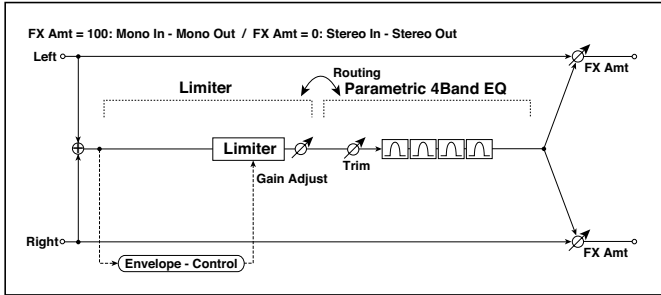 FX Amt = 100: Mono In - Mono Out / FX Amt = 0: Stereo In - Stereo Out
Left
FX Amt
Routing
Limiter
Parametric 4Band EQ
Limiter
Gain Adjust
Trim
Right
FX Amt
Envelope - Control